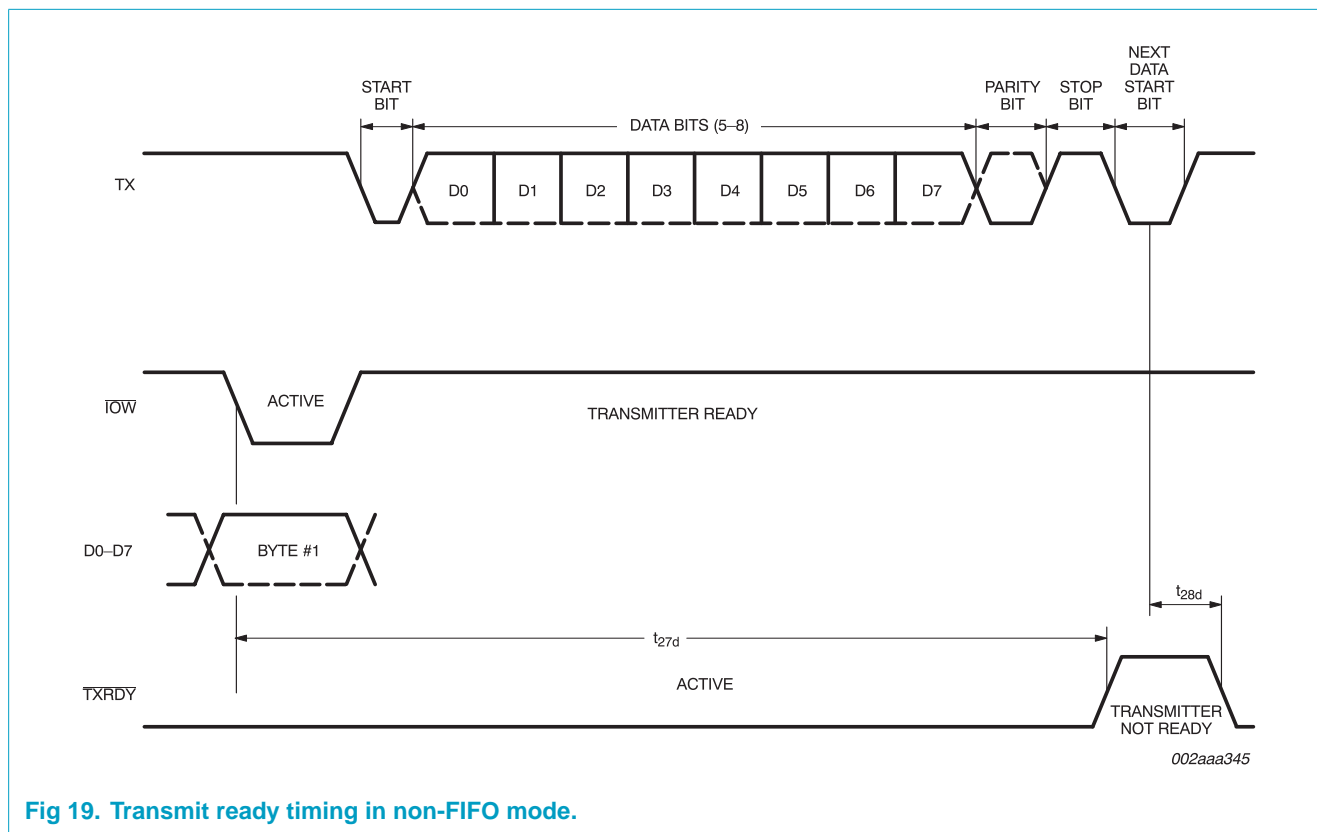 START
BIT
DATA BITS (5–8)
PARITY
BIT
STOP
BIT
NEXT
DATA
START
BIT
TX
D0
D1
D2
D3
D4
D5
D6
D7
IOW
ACTIVE
TRANSMITTER READY
D0–D7
BYTE #1
t28d
t27d
TXRDY
ACTIVE
TRANSMITTER
NOT READY
002aaa345
Fig 19. Transmit ready timing in non-FIFO mode.